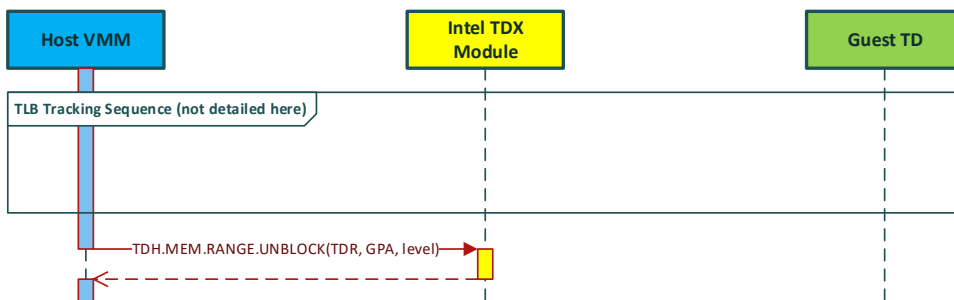 Host VMM
Intel TDX
Module
Guest TD
TLB Tracking Sequence (not detailed here)
TDH.MEM.RANGE.UNBLOCK(TDR, GPA, level)